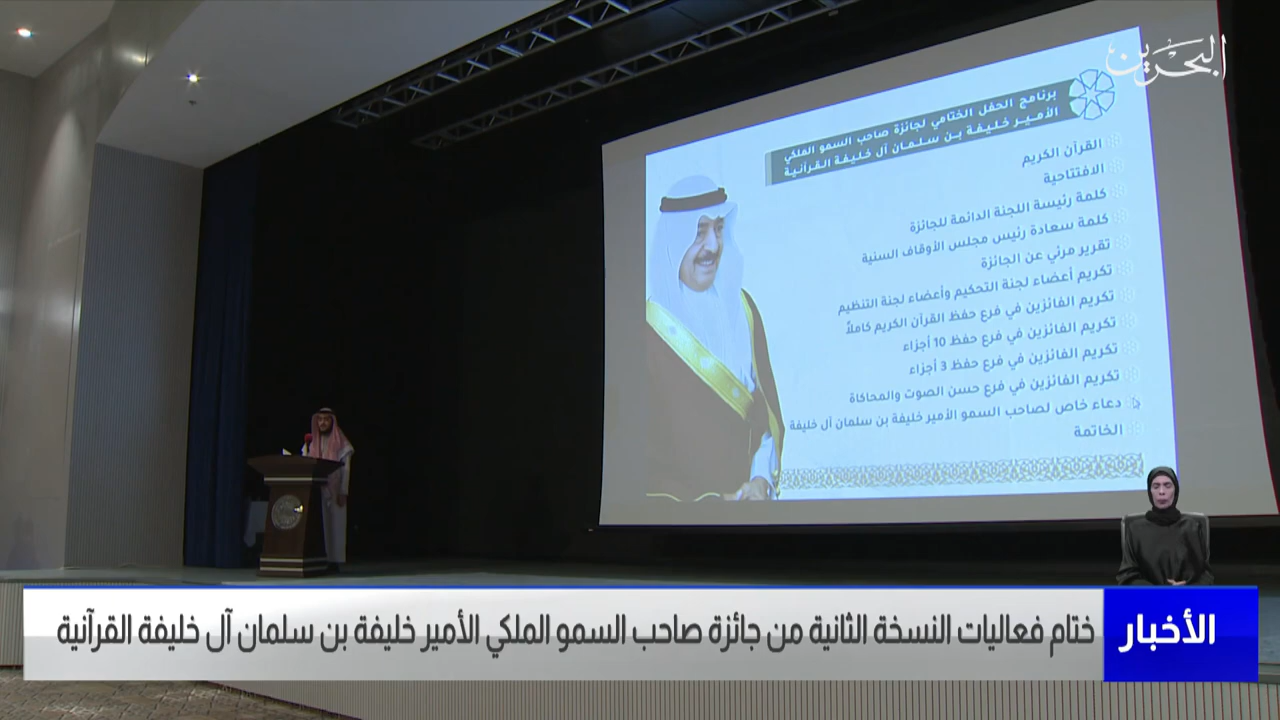 البحرين
برنامج الحفل الختامي لجائزة صاحب السمو الملكي
الأمير خليفة بن سلمان آل خليفة القرآنية
القرآن الكريم
الافتتاحية
كلمة رئيسة اللجنة الدائمة للجائزة
كلمة سعادة رئيس مجلس الأوقاف السنية
تقرير مرئي عن الجائزة
تكريم أعضاء لجنة التحكيم وأعضاء لجنة التنظيم
تكريم الفائزين في فرع حفظ القرآن الكريم كاملاً
تكريم الفائزين في فرع حفظ 10 أجزاء
تكريم الفائزين في فرع حفظ 3 أجزاء
تكريم الفائزين في فرع حسن الصوت والمحاكاة
دعاء خاص لصاحب السمو الأمير خليفة بن سلمان آل خليفة
الخاتمة
الأخبار
ختام فعاليات النسخة الثانية من جائزة صاحب السمو الملكي الأمير خليفة بن سلمان آل خليفة القرآنية